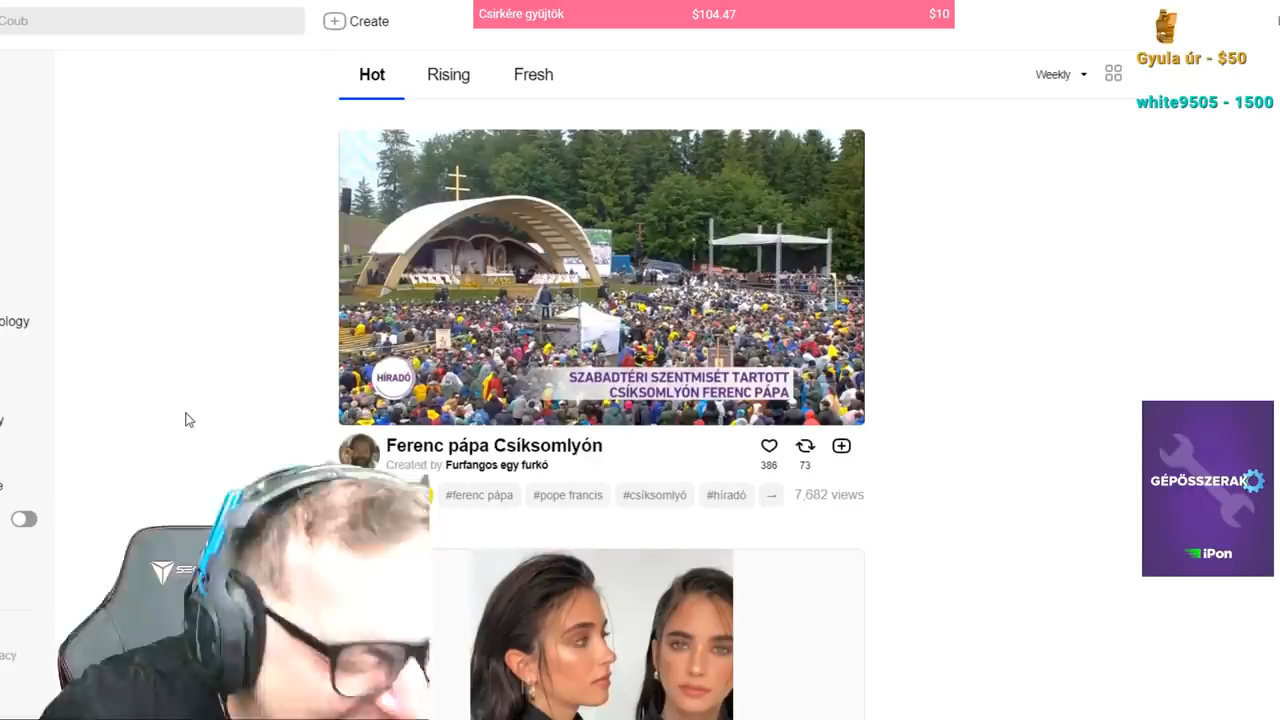 Coub
Create
Csirkére gyűjtök
$104.47
$10
Gyula úr - $50
white9505 - 1500
Hot
Rising
Fresh
Weekly
HÍRADÓ
SZABADTÉRI SZENTMISÉT TARTOTT
CSÍKSOMLYÓN FERENC PÁPA
Ferenc pápa Csíksomlyón
Created by Furfangos egy furkó
386
73
#ferenc pápa
#pope francis
#csíksomlyó
#híradó
→
7,682 views
ology
y
e
acy
GÉPÖSSZERAK
iPon